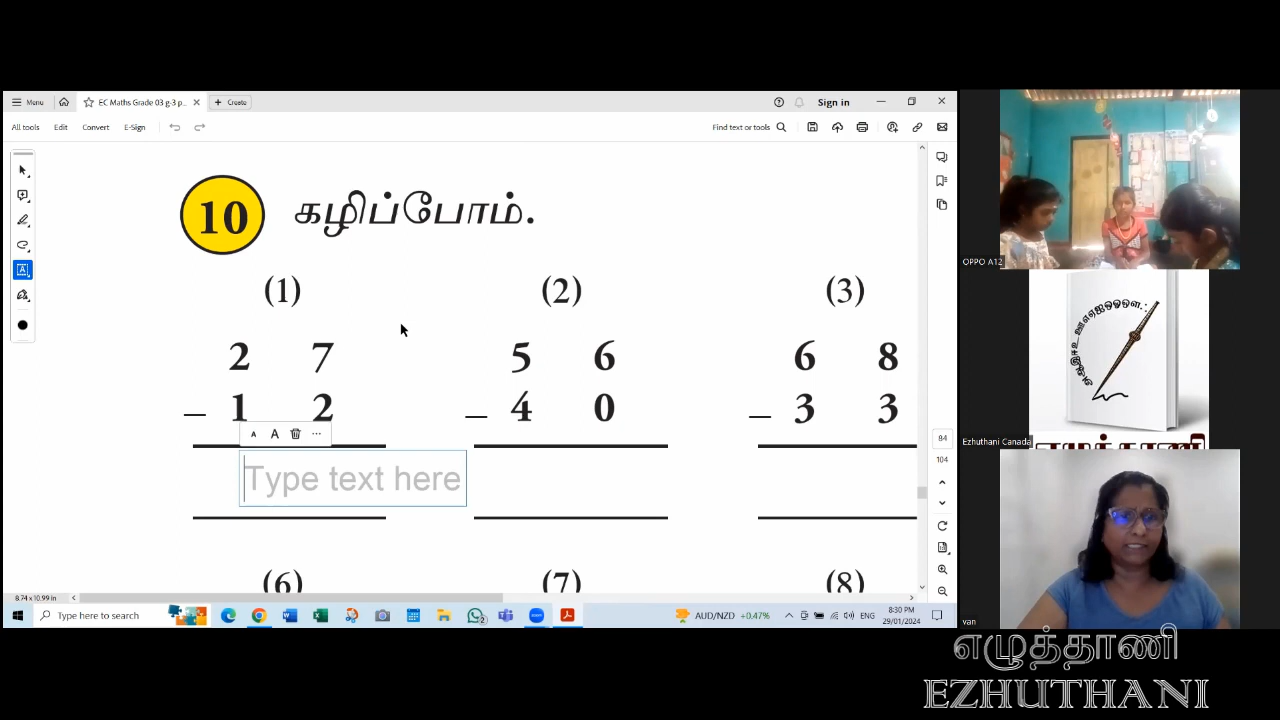 Menu
EC Maths Grade 03 g-3 p...
Create
Sign in
All tools
Edit
Convert
E-Sign
Find text or tools
10 கழிப்போம்.
(1) (2) (3)
2 7 5 6 6 8
– 1 2 – 4 0 – 3 3
A A ...
Type text here
(6) (7) (8)
84
104
8.74 x 10.99 in
Type here to search
AUD/NZD +0.47%
ENG
8:30 PM
29/01/2024
OPPO A12
Ezhuthani Canada
எழுத்தாணி
van
எழுத்தாணி
EZHUTHANI